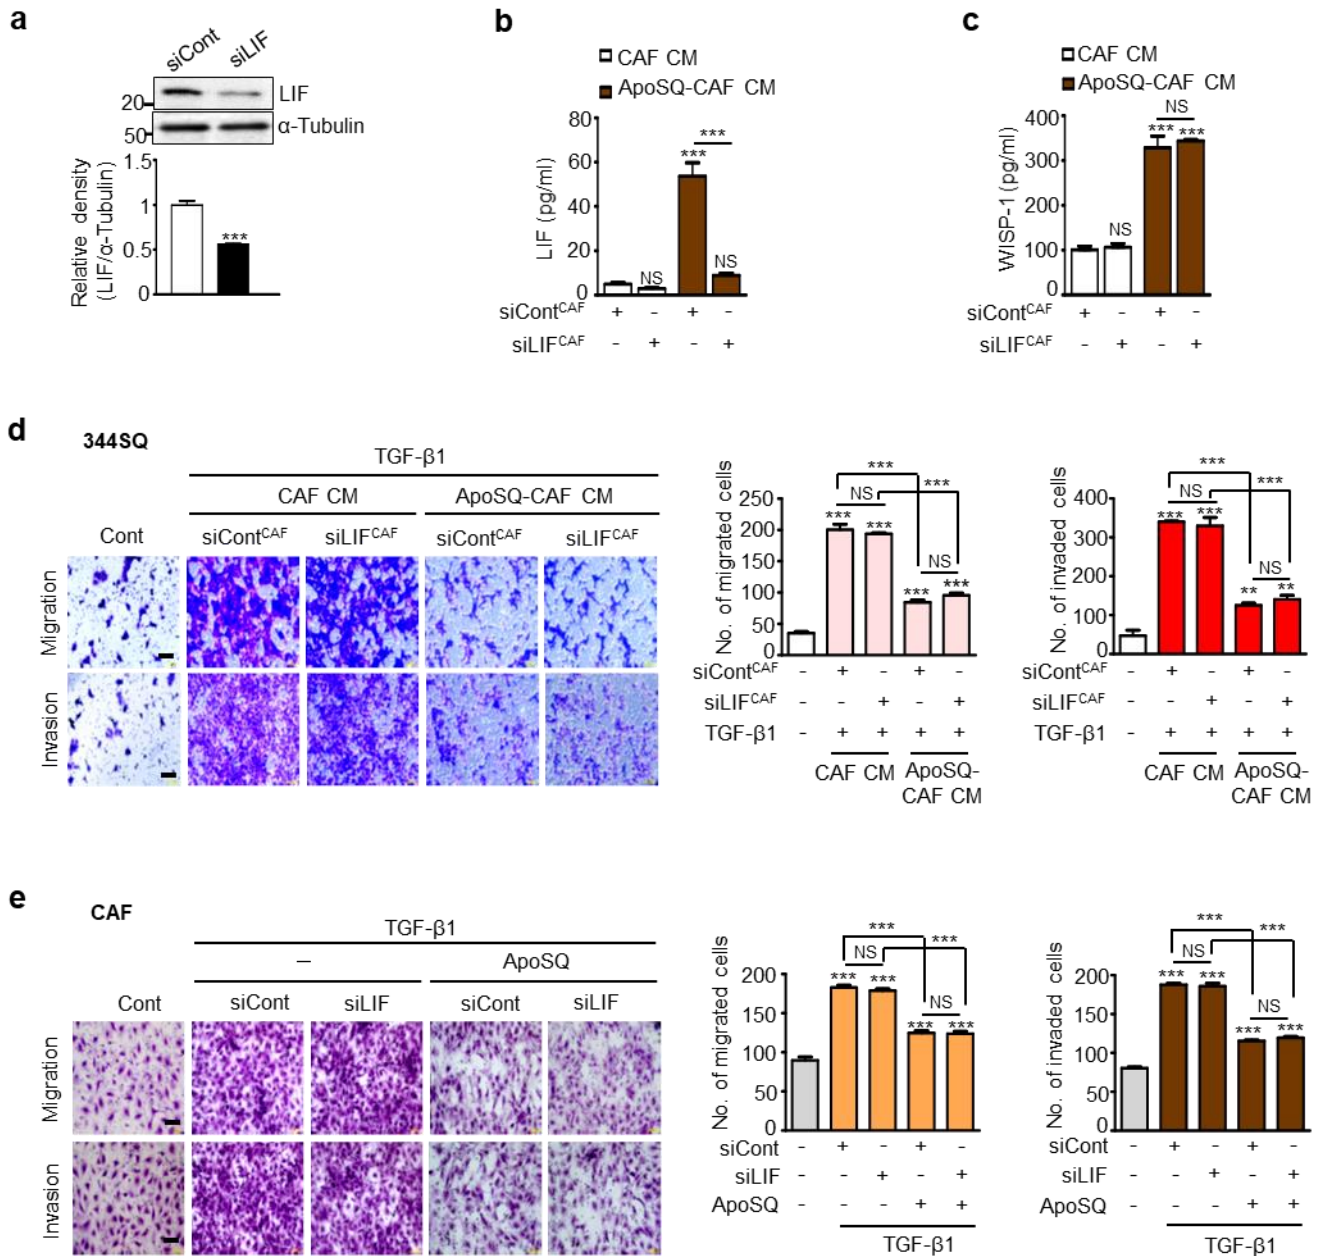 a
siCont siLIF
20 LIF
50 α-Tubulin
Relative density
(LIF/α-Tubulin)
1.5
1
0.5
0
***
b
CAF CM
ApoSQ-CAF CM
LIF (pg/ml)
80
60
40
20
0
NS *** NS
***
siCont^CAF + - + -
siLIF^CAF - + - +
c
CAF CM
ApoSQ-CAF CM
WISP-1 (pg/ml)
400
300
200
100
0
NS
NS *** ***
siCont^CAF + - + -
siLIF^CAF - + - +
d
344SQ
TGF-β1
CAF CM ApoSQ-CAF CM
Cont siCont^CAF siLIF^CAF siCont^CAF siLIF^CAF
Migration
Invasion
No. of migrated cells
250
200
150
100
50
0
***
***
NS
*** ***
NS
*** ***
siCont^CAF - + - + -
siLIF^CAF - - + - +
TGF-β1 - + + + +
CAF CM ApoSQ-
CAF CM
No. of invaded cells
400
300
200
100
0
***
***
NS
*** ***
NS
** **
siCont^CAF - + - + -
siLIF^CAF - - + - +
TGF-β1 - + + + +
CAF CM ApoSQ-
CAF CM
e
CAF
TGF-β1
– ApoSQ
Cont siCont siLIF siCont siLIF
Migration
Invasion
No. of migrated cells
200
150
100
50
0
***
***
NS
*** ***
NS
*** ***
siCont - + - + -
siLIF - - + - +
ApoSQ - - - + +
TGF-β1
No. of invaded cells
200
150
100
50
0
***
***
NS
*** ***
NS
*** ***
siCont - + - + -
siLIF - - + - +
ApoSQ - - - + +
TGF-β1